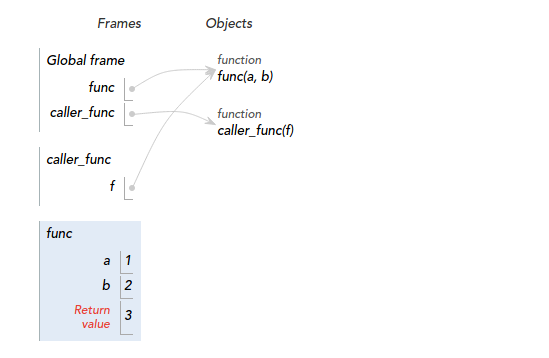 Frames Objects
Global frame
func
caller_func
function
func(a, b)
function
caller_func(f)
caller_func
f
func
a 1
b 2
Return
value 3